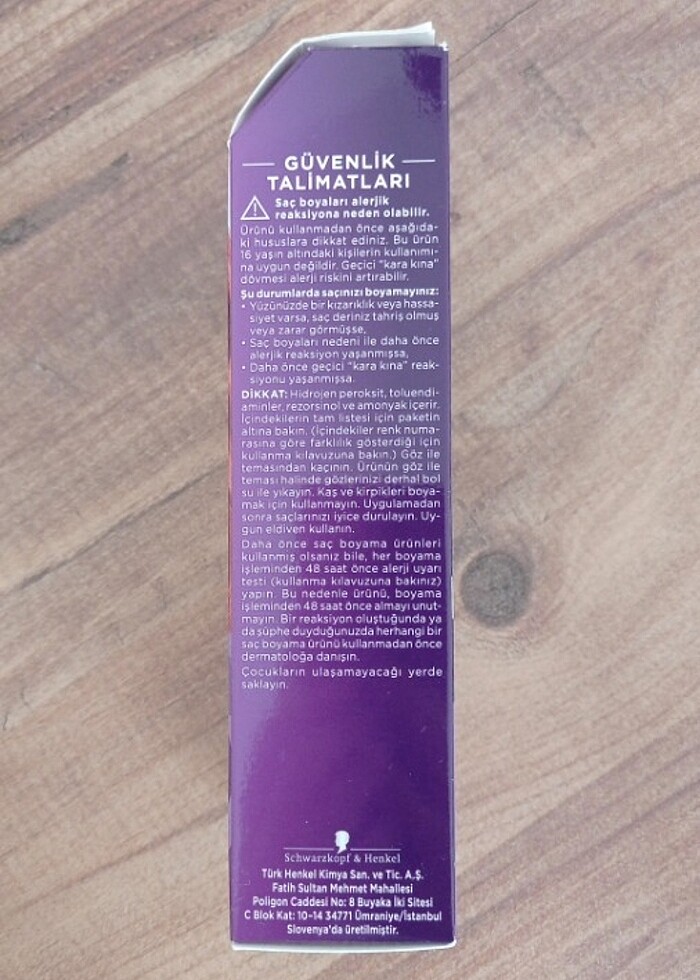 GÜVENLİK
TALİMATLARI
Saç boyaları alerjik
reaksiyona neden olabilir.
Ürünü kullanmadan önce aşağıda-
ki hususlara dikkat ediniz. Bu ürün
16 yaşın altındaki kişilerin kullanımı-
na uygun değildir. Geçici “kara kına”
dövmesi alerji riskini artırabilir.
Şu durumlarda saçınızı boyamayınız:
• Yüzünüzde bir kızarıklık veya hassa-
siyet varsa, saç deriniz tahriş olmuş
veya zarar görmüşse,
• Saç boyaları nedeni ile daha önce
alerjik reaksiyon yaşanmışsa,
• Daha önce geçici “kara kına” reak-
siyonu yaşanmışsa.
DİKKAT: Hidrojen peroksit, toluendi-
aminler, rezorsinol ve amonyak içerir.
İçindekilerin tam listesi için paketin
altına bakın. (İçindekiler renk numa-
rasına göre farklılık gösterdiği için
kullanma kılavuzuna bakın.) Göz ile
temasından kaçının. Ürünün göz ile
teması halinde gözlerinizi derhal bol
su ile yıkayın. Kaş ve kirpikleri boya-
mak için kullanmayın. Uygulamadan
sonra saçlarınızı iyice durulayın. Uy-
gun eldiven kullanın.
Daha önce saç boyama ürünleri
kullanmış olsanız bile, her boyama
işleminden 48 saat önce alerji uyarı
testi (kullanma kılavuzuna bakınız)
yapın. Bu nedenle ürünü, boyama
işleminden 48 saat önce almayı unut-
mayın. Bir reaksiyon oluştuğunda ya
da şüphe duyduğunuzda herhangi bir
saç boyama ürünü kullanmadan önce
dermatoloğa danışın.
Çocukların ulaşamayacağı yerde
saklayın.
Schwarzkopf & Henkel
Türk Henkel Kimya San. ve Tic. A.Ş.
Fatih Sultan Mehmet Mahallesi
Poligon Caddesi No: 8 Buyaka İki Sitesi
C Blok Kat: 10-14 34771 Ümraniye/İstanbul
Slovenya'da üretilmiştir.